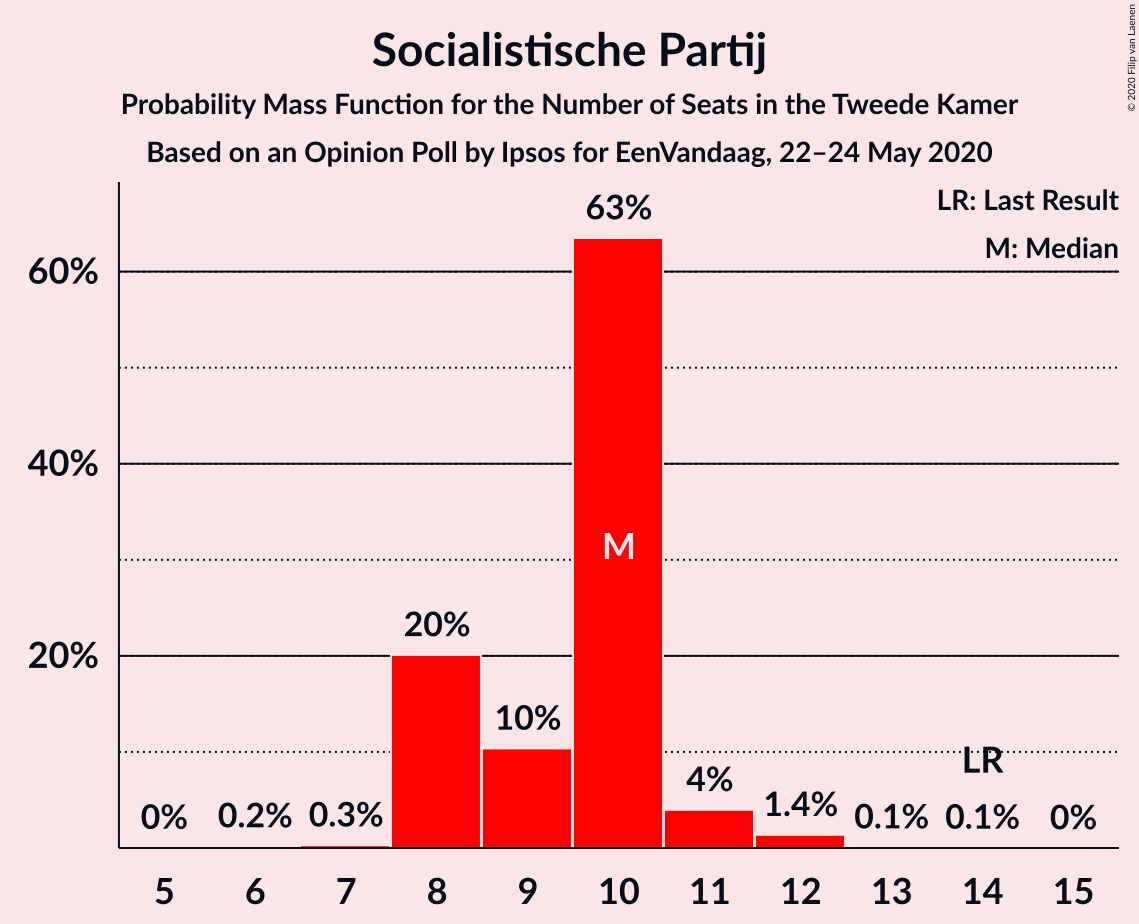 Socialistische Partij
Probability Mass Function for the Number of Seats in the Tweede Kamer
Based on an Opinion Poll by Ipsos for EenVandaag, 22–24 May 2020
© 2020 Filip van Laenen
LR: Last Result
M: Median
60%
40%
20%
0%
0.2%
0.3%
20%
10%
63%
M
4%
1.4%
0.1%
LR
0.1%
0%
5 6 7 8 9 10 11 12 13 14 15